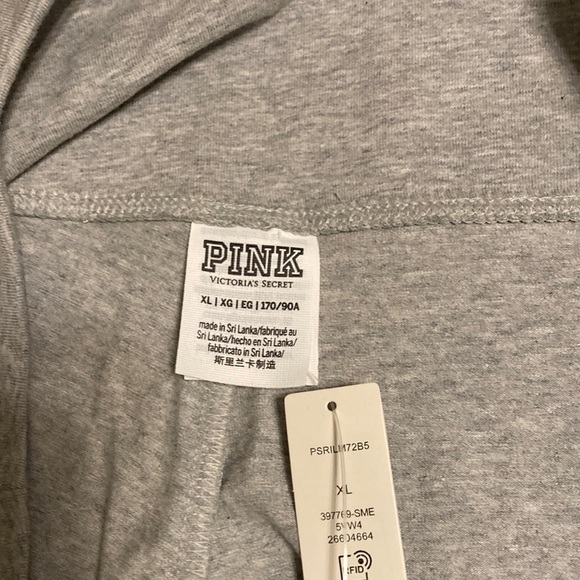 PINK
VICTORIA'S SECRET
XL | XG | EG | 170/90A
made in Sri Lanka/fabriqué au
Sri Lanka/hecho en Sri Lanka/
fabbricato in Sri Lanka/
斯里兰卡制造
XL
397769-SME
5VW4
26604664
RFID